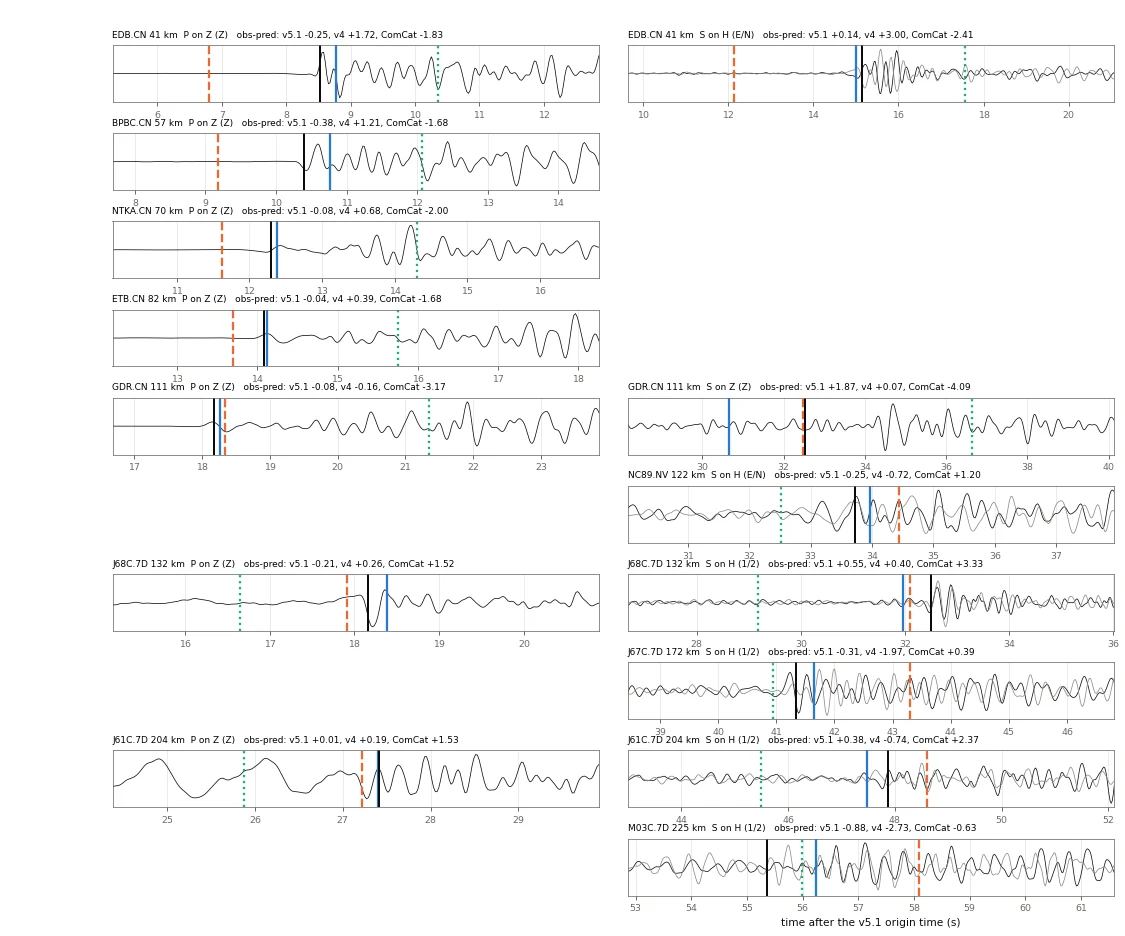 EDB.CN 41 km P on Z (Z) obs-pred: v5.1 -0.25, v4 +1.72, ComCat -1.83
6 7 8 9 10 11 12
EDB.CN 41 km S on H (E/N) obs-pred: v5.1 +0.14, v4 +3.00, ComCat -2.41
10 12 14 16 18 20
BPBC.CN 57 km P on Z (Z) obs-pred: v5.1 -0.38, v4 +1.21, ComCat -1.68
8 9 10 11 12 13 14
NTKA.CN 70 km P on Z (Z) obs-pred: v5.1 -0.08, v4 +0.68, ComCat -2.00
11 12 13 14 15 16
ETB.CN 82 km P on Z (Z) obs-pred: v5.1 -0.04, v4 +0.39, ComCat -1.68
13 14 15 16 17 18
GDR.CN 111 km P on Z (Z) obs-pred: v5.1 -0.08, v4 -0.16, ComCat -3.17
17 18 19 20 21 22 23
GDR.CN 111 km S on Z (Z) obs-pred: v5.1 +1.87, v4 +0.07, ComCat -4.09
30 32 34 36 38 40
NC89.NV 122 km S on H (E/N) obs-pred: v5.1 -0.25, v4 -0.72, ComCat +1.20
31 32 33 34 35 36 37
J68C.7D 132 km P on Z (Z) obs-pred: v5.1 -0.21, v4 +0.26, ComCat +1.52
16 17 18 19 20
J68C.7D 132 km S on H (1/2) obs-pred: v5.1 +0.55, v4 +0.40, ComCat +3.33
28 30 32 34 36
J67C.7D 172 km S on H (1/2) obs-pred: v5.1 -0.31, v4 -1.97, ComCat +0.39
39 40 41 42 43 44 45 46
J61C.7D 204 km P on Z (Z) obs-pred: v5.1 +0.01, v4 +0.19, ComCat +1.53
25 26 27 28 29
J61C.7D 204 km S on H (1/2) obs-pred: v5.1 +0.38, v4 -0.74, ComCat +2.37
44 46 48 50 52
M03C.7D 225 km S on H (1/2) obs-pred: v5.1 -0.88, v4 -2.73, ComCat -0.63
53 54 55 56 57 58 59 60 61
time after the v5.1 origin time (s)